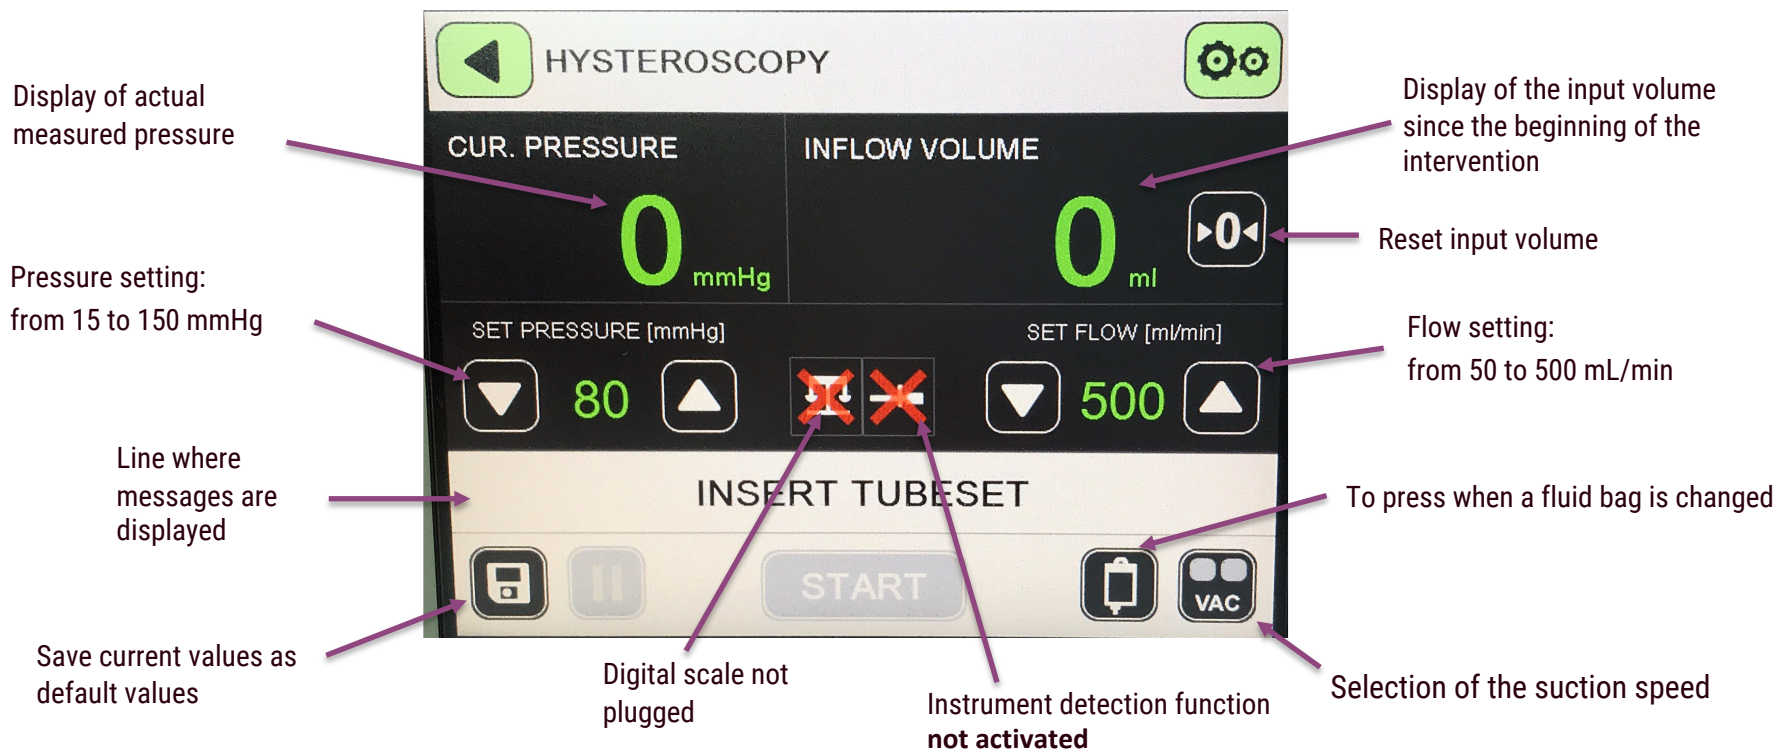 HYSTEROSCOPY
Display of actual
measured pressure
CUR. PRESSURE
INFLOW VOLUME
Display of the input volume
since the beginning of the
intervention
0
mmHg
0
ml
▸0◂
Reset input volume
Pressure setting:
from 15 to 150 mmHg
SET PRESSURE [mmHg]
SET FLOW [ml/min]
Flow setting:
from 50 to 500 mL/min
80
500
Line where
messages are
displayed
INSERT TUBESET
To press when a fluid bag is changed
START
VAC
Save current values as
default values
Digital scale not
plugged
Instrument detection function
not activated
Selection of the suction speed